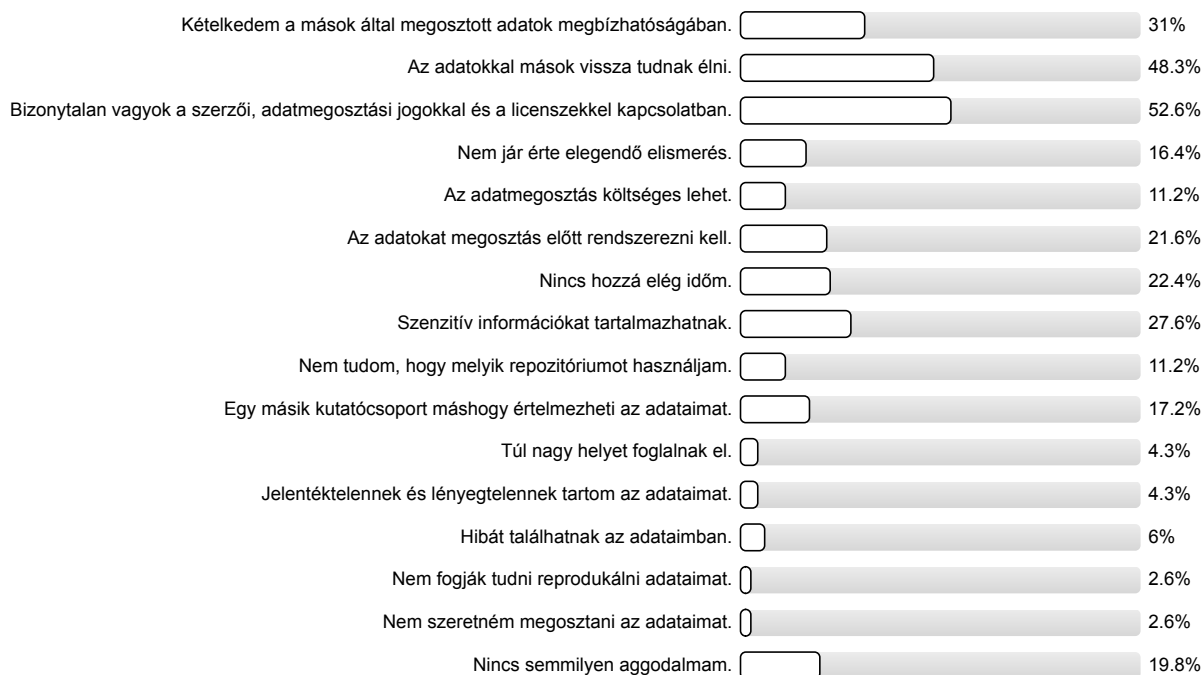 Kételkedem a mások által megosztott adatok megbízhatóságában. 31%
Az adatokkal mások vissza tudnak élni. 48.3%
Bizonytalan vagyok a szerzői, adatmegosztási jogokkal és a licenszekkel kapcsolatban. 52.6%
Nem jár érte elegendő elismerés. 16.4%
Az adatmegosztás költséges lehet. 11.2%
Az adatokat megosztás előtt rendszerezni kell. 21.6%
Nincs hozzá elég időm. 22.4%
Szenzitív információkat tartalmazhatnak. 27.6%
Nem tudom, hogy melyik repozitóriumot használjam. 11.2%
Egy másik kutatócsoport máshogy értelmezheti az adataimat. 17.2%
Túl nagy helyet foglalnak el. 4.3%
Jelentéktelennek és lényegtelennek tartom az adataimat. 4.3%
Hibát találhatnak az adataimban. 6%
Nem fogják tudni reprodukálni adataimat. 2.6%
Nem szeretném megosztani az adataimat. 2.6%
Nincs semmilyen aggodalmam. 19.8%